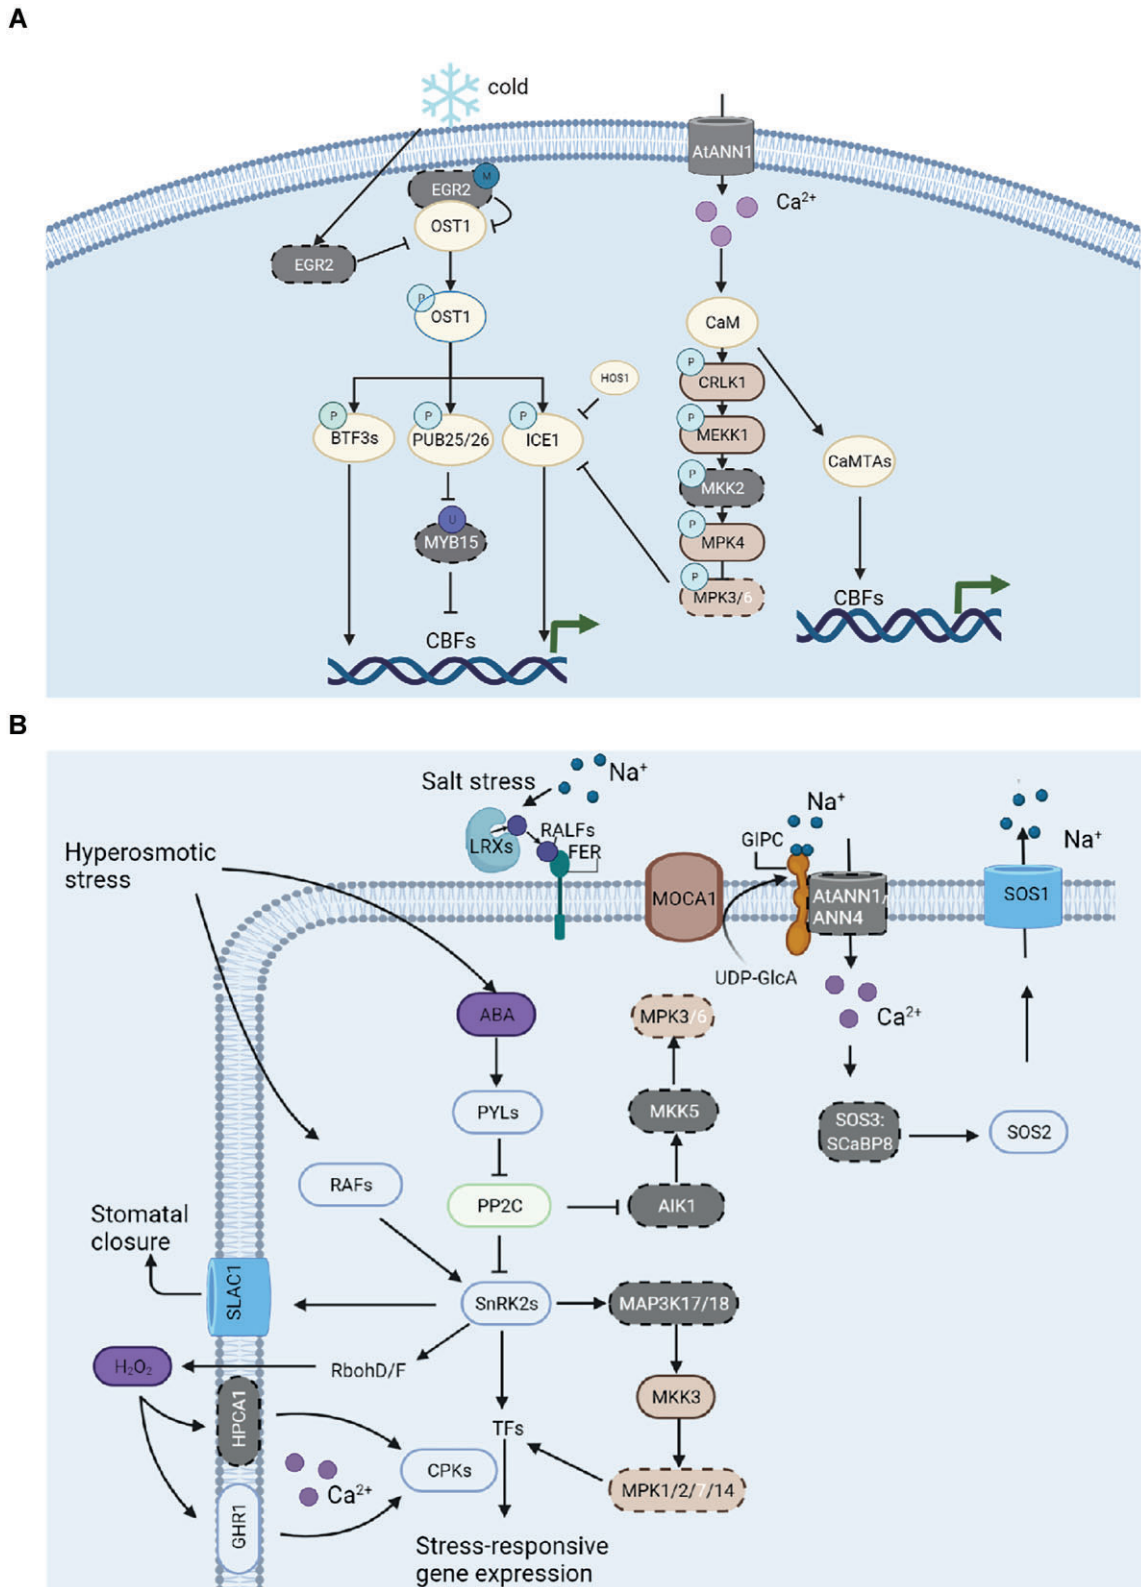 A
cold
AtANN1
M
EGR2
OST1
Ca²⁺
EGR2
P
OST1
CaM
P
CRLK1
HOS1
P
BTF3s
P
PUB25/26
P
ICE1
P
MEKK1
CaMTAs
P
MKK2
U
MYB15
P
MPK4
P
MPK3/6
CBFs
CBFs
B
Salt stress
Na⁺
LRXs
RALFs
FER
Na⁺
GIPC
Na⁺
Hyperosmotic
stress
MOCA1
AtANN1/
ANN4
SOS1
UDP-GlcA
Ca²⁺
ABA
MPK3/6
PYLs
MKK5
SOS3:
SCaBP8
SOS2
RAFs
PP2C
AIK1
Stomatal
closure
SLAC1
SnRK2s
MAP3K17/18
H₂O₂
RbohD/F
HPCA1
MKK3
TFs
CPKs
Ca²⁺
MPK1/2/7/14
GHR1
Stress-responsive
gene expression